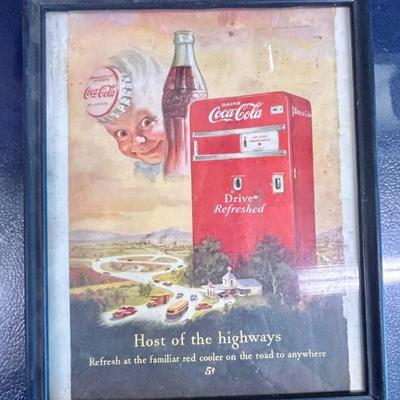 DRINK
Coca-Cola
Coca-Cola
Drive
Refreshed
Host of the highways
Refresh at the familiar red cooler on the road to anywhere
5¢